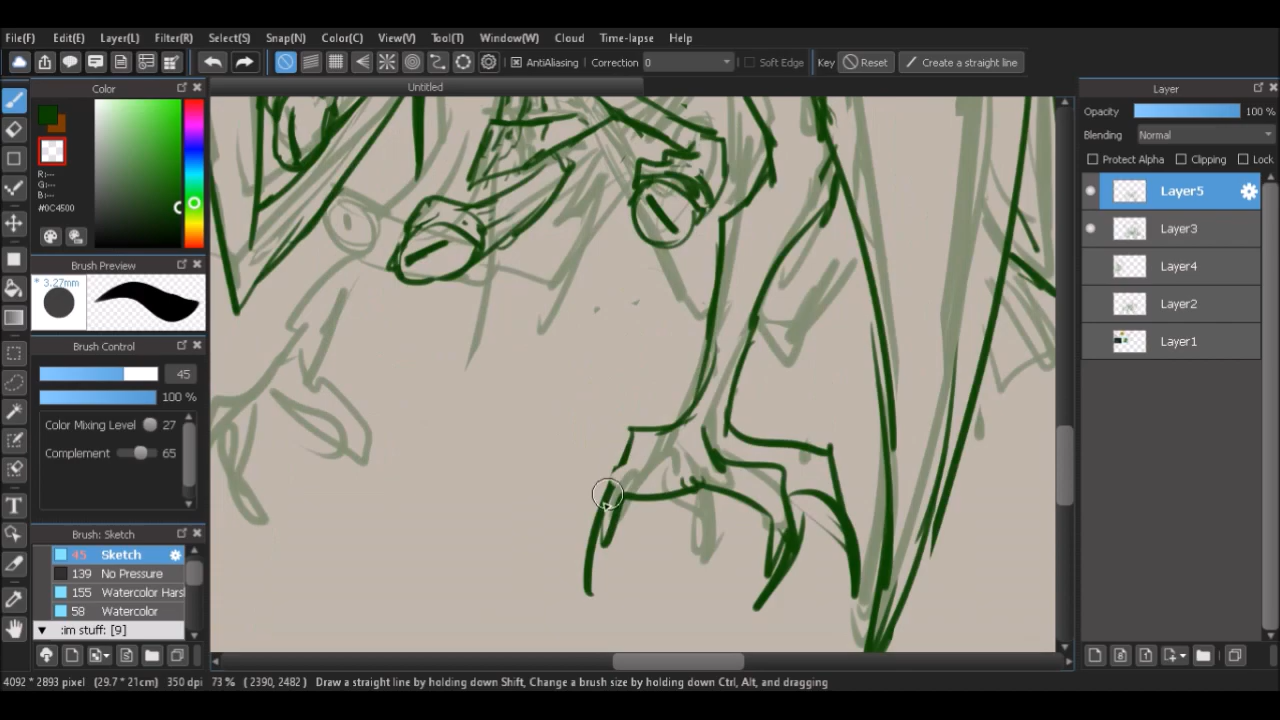 File(F) Edit(E) Layer(L) Filter(R) Select(S) Snap(N) Color(C) View(V) Tool(T) Window(W) Cloud Time-lapse Help
AntiAliasing Correction 0 Soft Edge Key Reset Create a straight line
Color
Untitled
Layer
R:---
G:---
B:---
#0C4500
Opacity 100 %
Blending Normal
Protect Alpha Clipping Lock
Layer5
Layer3
Layer4
Layer2
Layer1
Brush Preview
* 3.27mm
Brush Control
45
100 %
Color Mixing Level 27
Complement 65
Brush: Sketch
45 Sketch
139 No Pressure
155 Watercolor Hars
58 Watercolor
:im stuff: [9]
T
4092 * 2893 pixel (29.7 * 21cm) 350 dpi 73 % ( 2390, 2482 ) Draw a straight line by holding down Shift, Change a brush size by holding down Ctrl, Alt, and dragging